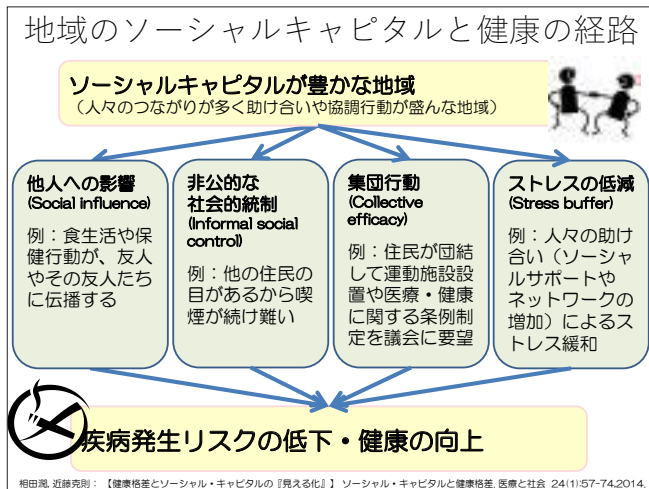 地域のソーシャルキャピタルと健康の経路
ソーシャルキャピタルが豊かな地域
（人々のつながりが多く助け合いや協調行動が盛んな地域）
他人への影響
(Social influence)
例：食生活や保
健行動が、友人
やその友人たち
に伝播する
非公的な
社会的統制
(Informal social
control)
例：他の住民の
目があるから喫
煙が続け難い
集団行動
(Collective
efficacy)
例：住民が団結
して運動施設設
置や医療・健康
に関する条例制
定を議会に要望
ストレスの低減
(Stress buffer)
例：人々の助け
合い（ソーシャ
ルサポートや
ネットワークの
増加）によるス
トレス緩和
疾病発生リスクの低下・健康の向上
相田潤, 近藤克則： 【健康格差とソーシャル・キャピタルの『見える化』】 ソーシャル・キャピタルと健康格差. 医療と社会 24(1):57-74,2014.